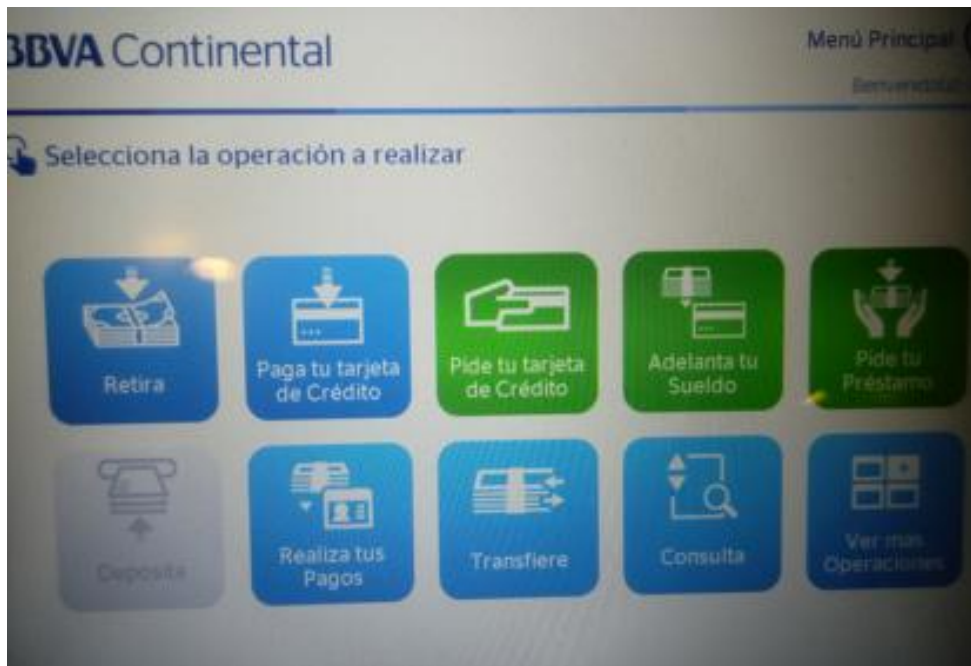 BBVA Continental
Menú Principal
Selecciona la operación a realizar
Retira
Paga tu tarjeta
de Crédito
Pide tu tarjeta
de Crédito
Adelanta tu
Sueldo
Pide tu
Préstamo
Deposita
Realiza tus
Pagos
Transfiere
Consulta
Ver mas
Operaciones